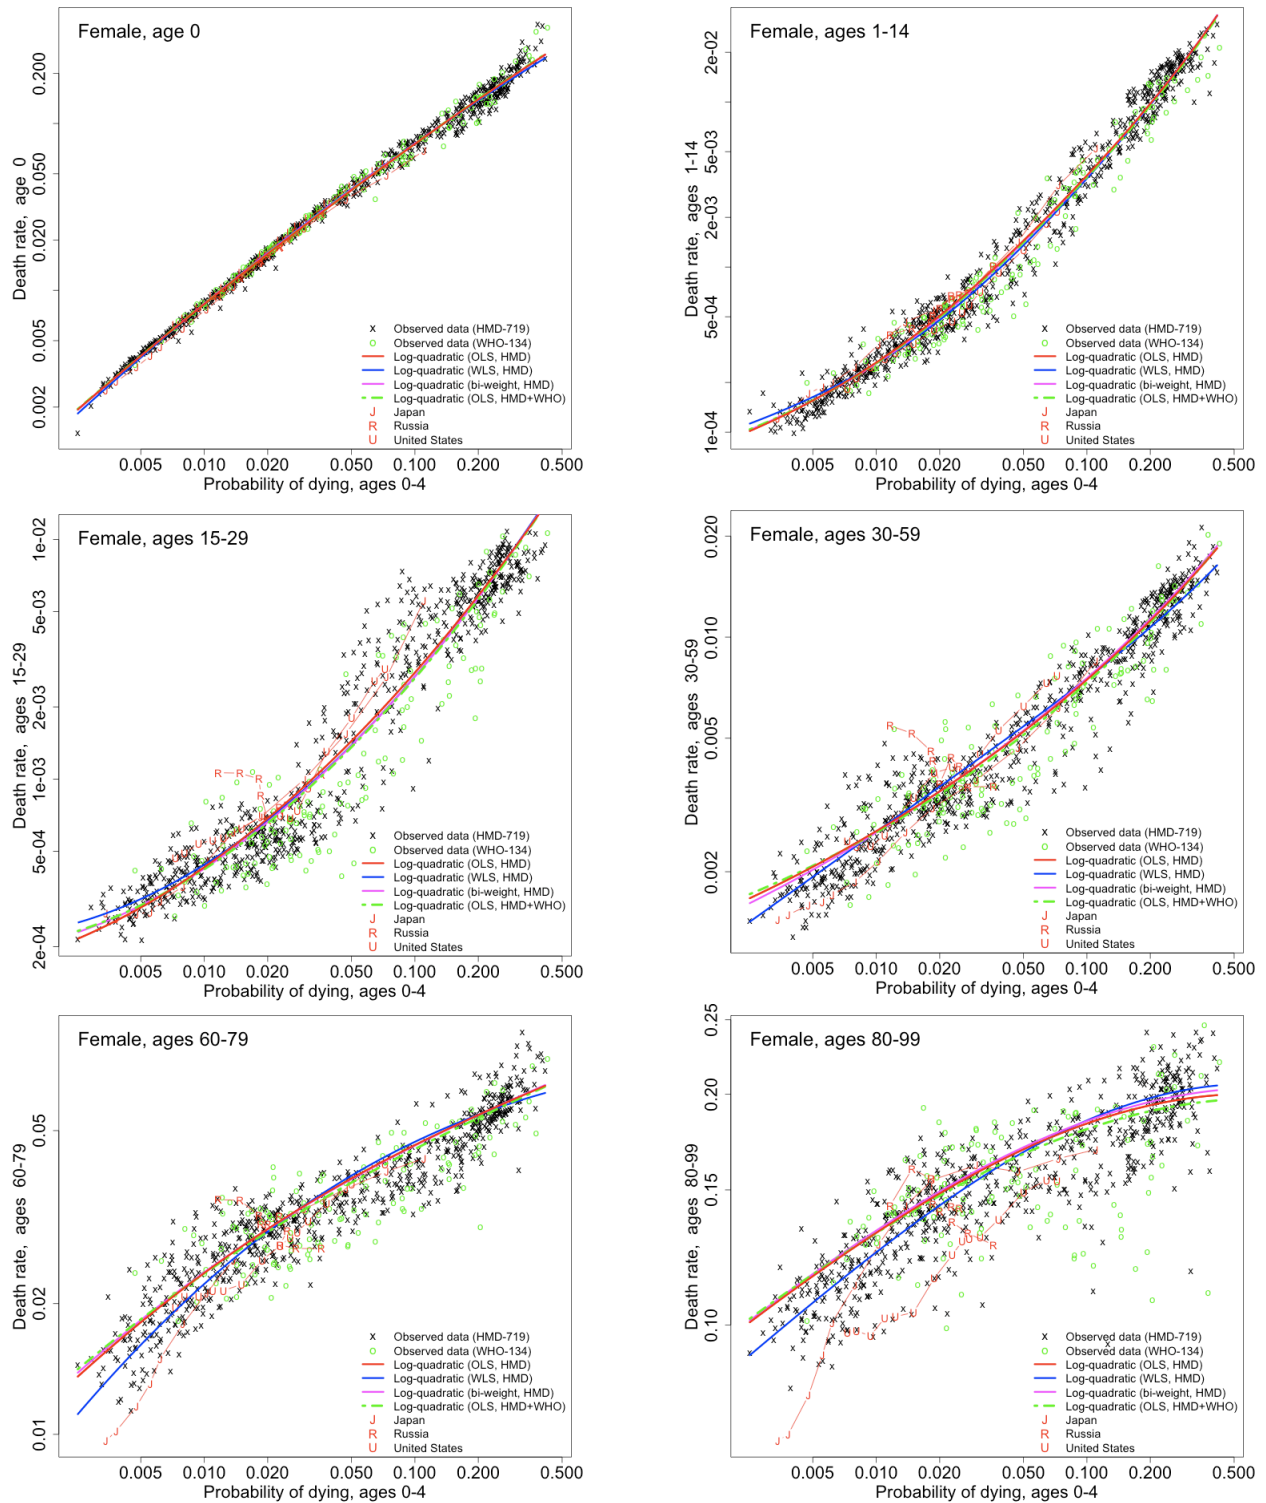 Female, age 0
Death rate, age 0
0.200
0.050
0.020
0.005
0.002
x Observed data (HMD-719)
o Observed data (WHO-134)
Log-quadratic (OLS, HMD)
Log-quadratic (WLS, HMD)
Log-quadratic (bi-weight, HMD)
Log-quadratic (OLS, HMD+WHO)
J Japan
R Russia
U United States
0.005 0.010 0.020 0.050 0.100 0.200 0.500
Probability of dying, ages 0-4
Female, ages 1-14
Death rate, ages 1-14
2e-02
5e-03
2e-03
5e-04
1e-04
x Observed data (HMD-719)
o Observed data (WHO-134)
Log-quadratic (OLS, HMD)
Log-quadratic (WLS, HMD)
Log-quadratic (bi-weight, HMD)
Log-quadratic (OLS, HMD+WHO)
J Japan
R Russia
U United States
0.005 0.010 0.020 0.050 0.100 0.200 0.500
Probability of dying, ages 0-4
Female, ages 15-29
Death rate, ages 15-29
1e-02
5e-03
2e-03
1e-03
5e-04
2e-04
x Observed data (HMD-719)
o Observed data (WHO-134)
Log-quadratic (OLS, HMD)
Log-quadratic (WLS, HMD)
Log-quadratic (bi-weight, HMD)
Log-quadratic (OLS, HMD+WHO)
J Japan
R Russia
U United States
0.005 0.010 0.020 0.050 0.100 0.200 0.500
Probability of dying, ages 0-4
Female, ages 30-59
Death rate, ages 30-59
0.020
0.010
0.005
0.002
x Observed data (HMD-719)
o Observed data (WHO-134)
Log-quadratic (OLS, HMD)
Log-quadratic (WLS, HMD)
Log-quadratic (bi-weight, HMD)
Log-quadratic (OLS, HMD+WHO)
J Japan
R Russia
U United States
0.005 0.010 0.020 0.050 0.100 0.200 0.500
Probability of dying, ages 0-4
Female, ages 60-79
Death rate, ages 60-79
0.05
0.02
0.01
x Observed data (HMD-719)
o Observed data (WHO-134)
Log-quadratic (OLS, HMD)
Log-quadratic (WLS, HMD)
Log-quadratic (bi-weight, HMD)
Log-quadratic (OLS, HMD+WHO)
J Japan
R Russia
U United States
0.005 0.010 0.020 0.050 0.100 0.200 0.500
Probability of dying, ages 0-4
Female, ages 80-99
Death rate, ages 80-99
0.25
0.20
0.15
0.10
x Observed data (HMD-719)
o Observed data (WHO-134)
Log-quadratic (OLS, HMD)
Log-quadratic (WLS, HMD)
Log-quadratic (bi-weight, HMD)
Log-quadratic (OLS, HMD+WHO)
J Japan
R Russia
U United States
0.005 0.010 0.020 0.050 0.100 0.200 0.500
Probability of dying, ages 0-4